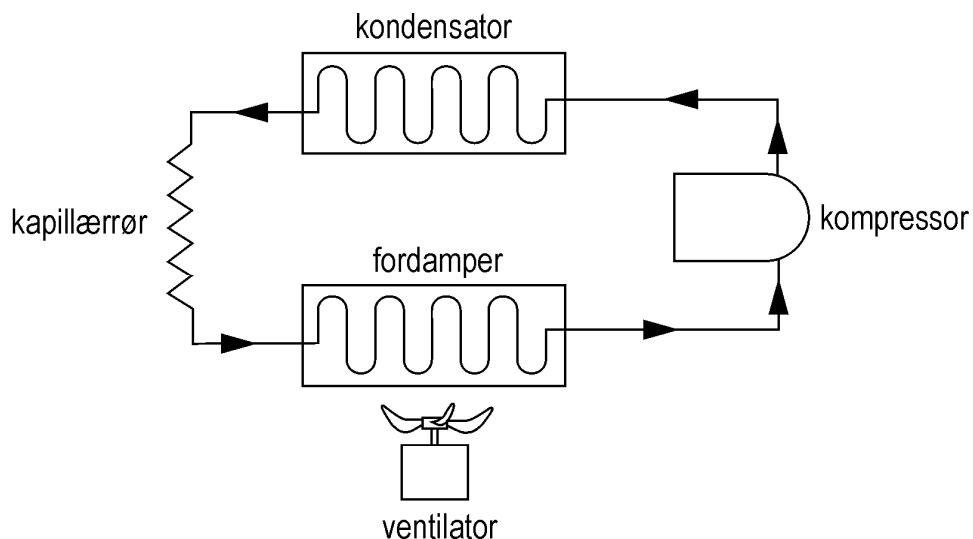 kondensator
kapillærrør
kompressor
fordamper
ventilator